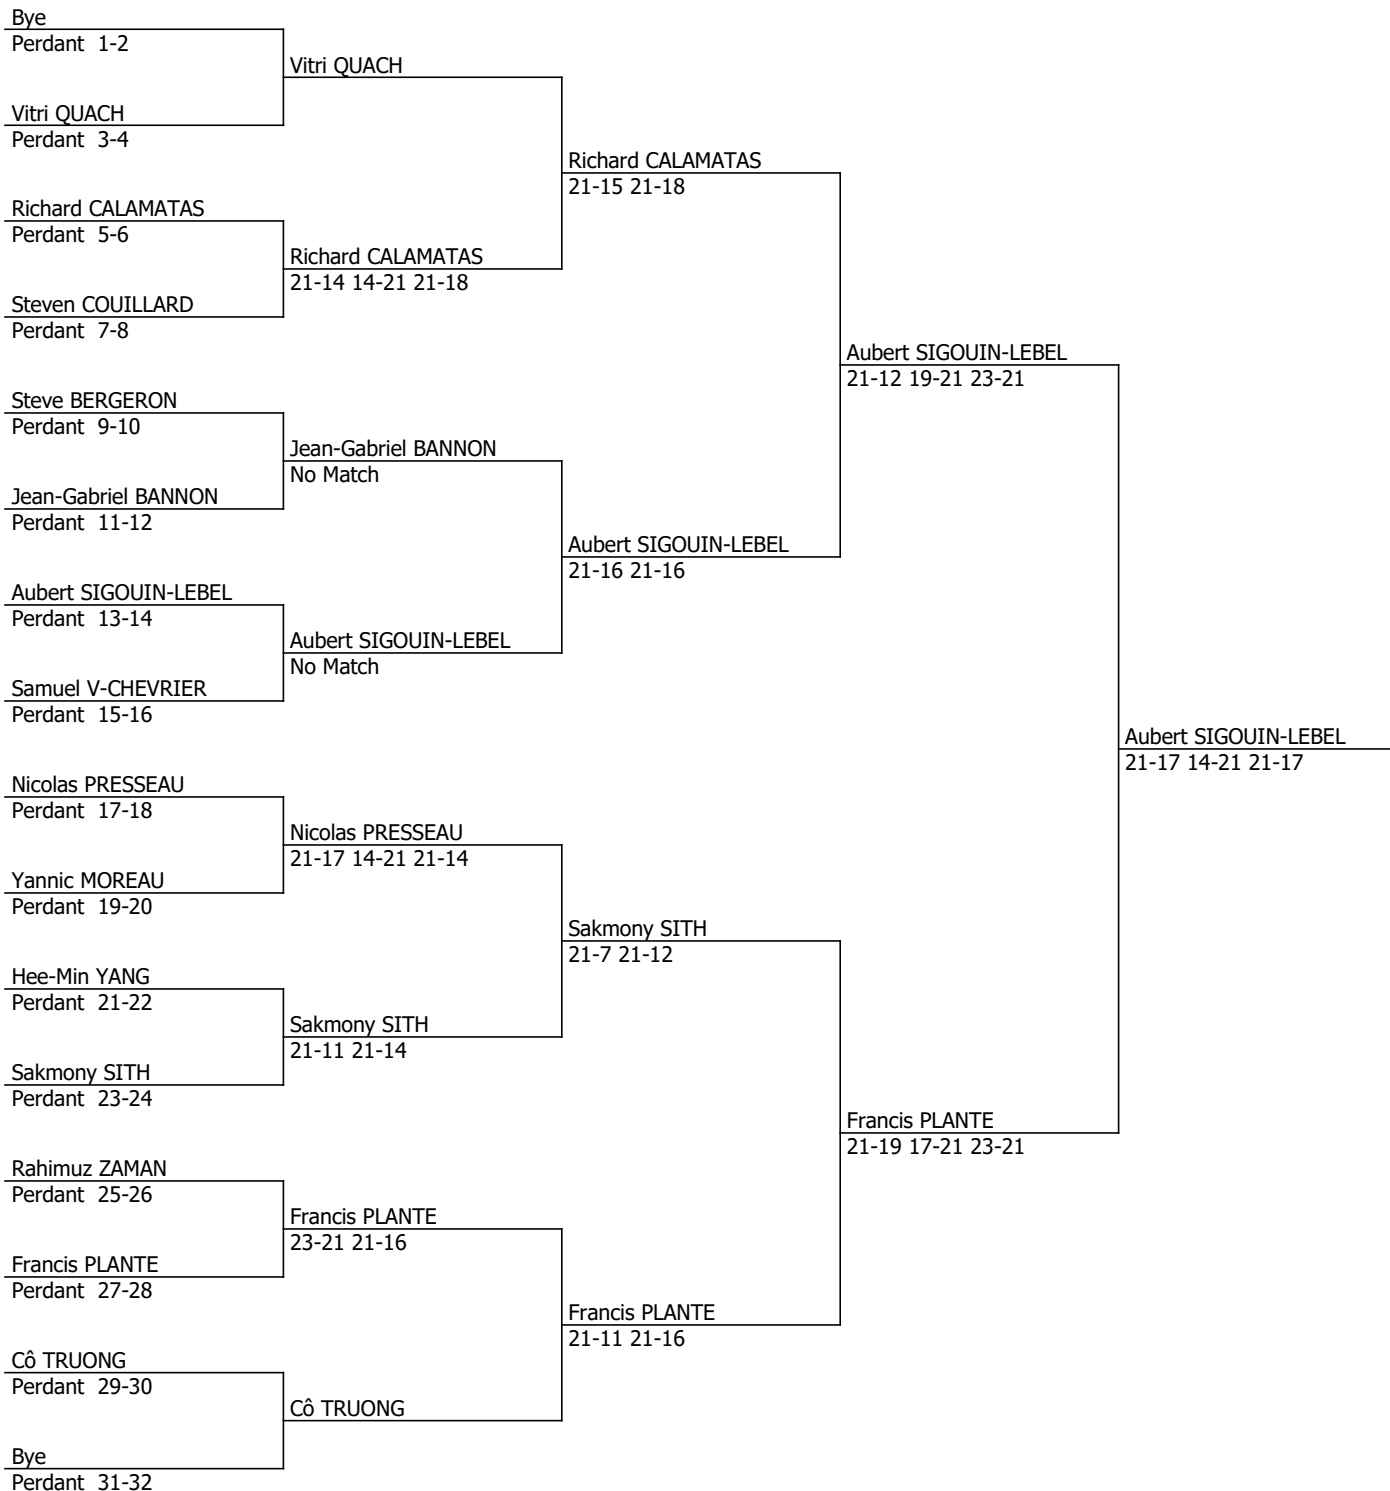 Bye
Perdant 1-2
Vitri QUACH
Vitri QUACH
Perdant 3-4
Richard CALAMATAS
21-15 21-18
Richard CALAMATAS
Perdant 5-6
Richard CALAMATAS
21-14 14-21 21-18
Steven COUILLARD
Perdant 7-8
Aubert SIGOUIN-LEBEL
21-12 19-21 23-21
Steve BERGERON
Perdant 9-10
Jean-Gabriel BANNON
No Match
Jean-Gabriel BANNON
Perdant 11-12
Aubert SIGOUIN-LEBEL
21-16 21-16
Aubert SIGOUIN-LEBEL
Perdant 13-14
Aubert SIGOUIN-LEBEL
No Match
Samuel V-CHEVRIER
Perdant 15-16
Aubert SIGOUIN-LEBEL
21-17 14-21 21-17
Nicolas PRESSEAU
Perdant 17-18
Nicolas PRESSEAU
21-17 14-21 21-14
Yannic MOREAU
Perdant 19-20
Sakmony SITH
21-7 21-12
Hee-Min YANG
Perdant 21-22
Sakmony SITH
21-11 21-14
Sakmony SITH
Perdant 23-24
Francis PLANTE
21-19 17-21 23-21
Rahimuz ZAMAN
Perdant 25-26
Francis PLANTE
23-21 21-16
Francis PLANTE
Perdant 27-28
Francis PLANTE
21-11 21-16
Cô TRUONG
Perdant 29-30
Cô TRUONG
Bye
Perdant 31-32